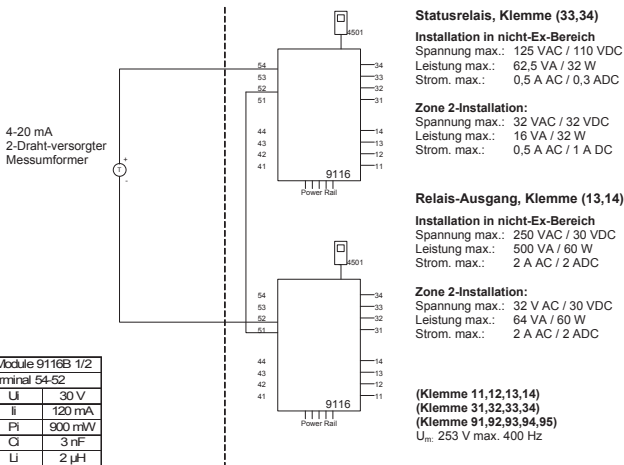 4501
54
53
52
51
44
43
42
41
34
33
32
31
14
13
12
11
9116
Power Rail
4-20 mA
2-Draht-versorgter
Messumformer
+
T
-
4501
54
53
52
51
44
43
42
41
34
33
32
31
14
13
12
11
9116
Power Rail
Module 9116B 1/2
rminal 54-52
Ui 30 V
Ii 120 mA
Pi 900 mW
Ci 3 nF
Li 2 µH
Statusrelais, Klemme (33,34)
Installation in nicht-Ex-Bereich
Spannung max.: 125 VAC / 110 VDC
Leistung max.: 62,5 VA / 32 W
Strom. max.: 0,5 A AC / 0,3 ADC
Zone 2-Installation:
Spannung max.: 32 VAC / 32 VDC
Leistung max.: 16 VA / 32 W
Strom. max.: 0,5 A AC / 1 A DC
Relais-Ausgang, Klemme (13,14)
Installation in nicht-Ex-Bereich
Spannung max.: 250 VAC / 30 VDC
Leistung max.: 500 VA / 60 W
Strom. max.: 2 A AC / 2 ADC
Zone 2-Installation:
Spannung max.: 32 V AC / 30 VDC
Leistung max.: 64 VA / 60 W
Strom. max.: 2 A AC / 2 ADC
(Klemme 11,12,13,14)
(Klemme 31,32,33,34)
(Klemme 91,92,93,94,95)
Um: 253 V max. 400 Hz